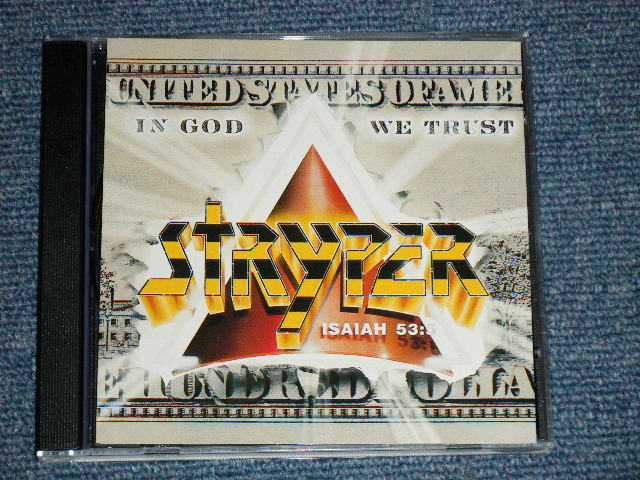 UNITED STATES OF AME
IN GOD WE TRUST
STRYPER
ISAIAH 53:5
E HUNDRED DOLLA